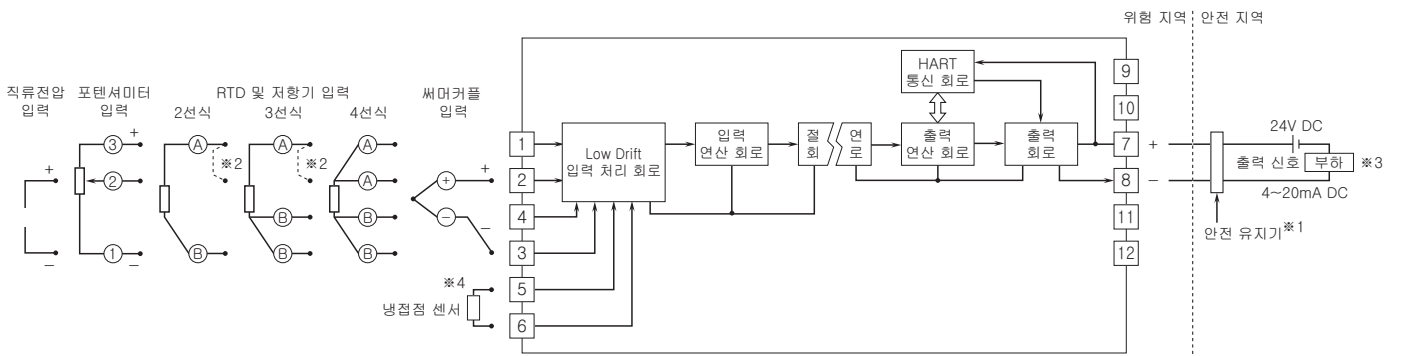 위험 지역 안전 지역
직류전압
입력
포텐셔미터
입력
RTD 및 저항기 입력
2선식
3선식
4선식
써머커플
입력
+
−
3
+
2
1
−
A
※2
B
A
※2
B
B
A
A
B
B
+
+
−
−
※4
냉접점 센서
1
2
4
3
5
6
Low Drift
입력 처리 회로
입력
연산 회로
절 연
회 로
HART
통신 회로
출력
연산 회로
출력
회로
9
10
7
8
11
12
+
−
24V DC
출력 신호 부하 ※3
4~20mA DC
안전 유지기※1